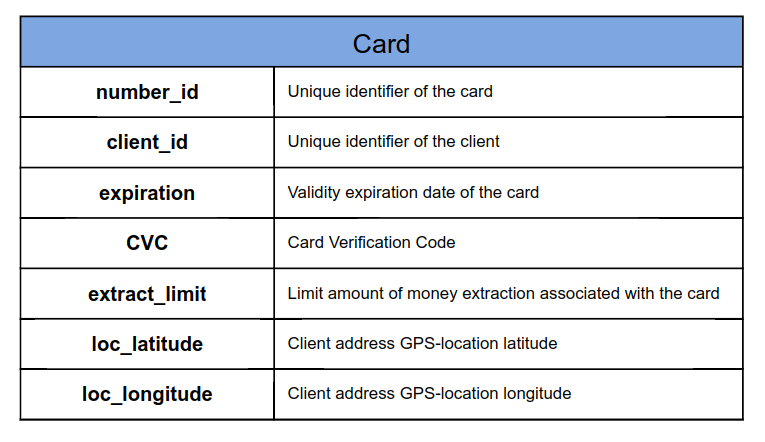 Card
number_id Unique identifier of the card
client_id Unique identifier of the client
expiration Validity expiration date of the card
CVC Card Verification Code
extract_limit Limit amount of money extraction associated with the card
loc_latitude Client address GPS-location latitude
loc_longitude Client address GPS-location longitude